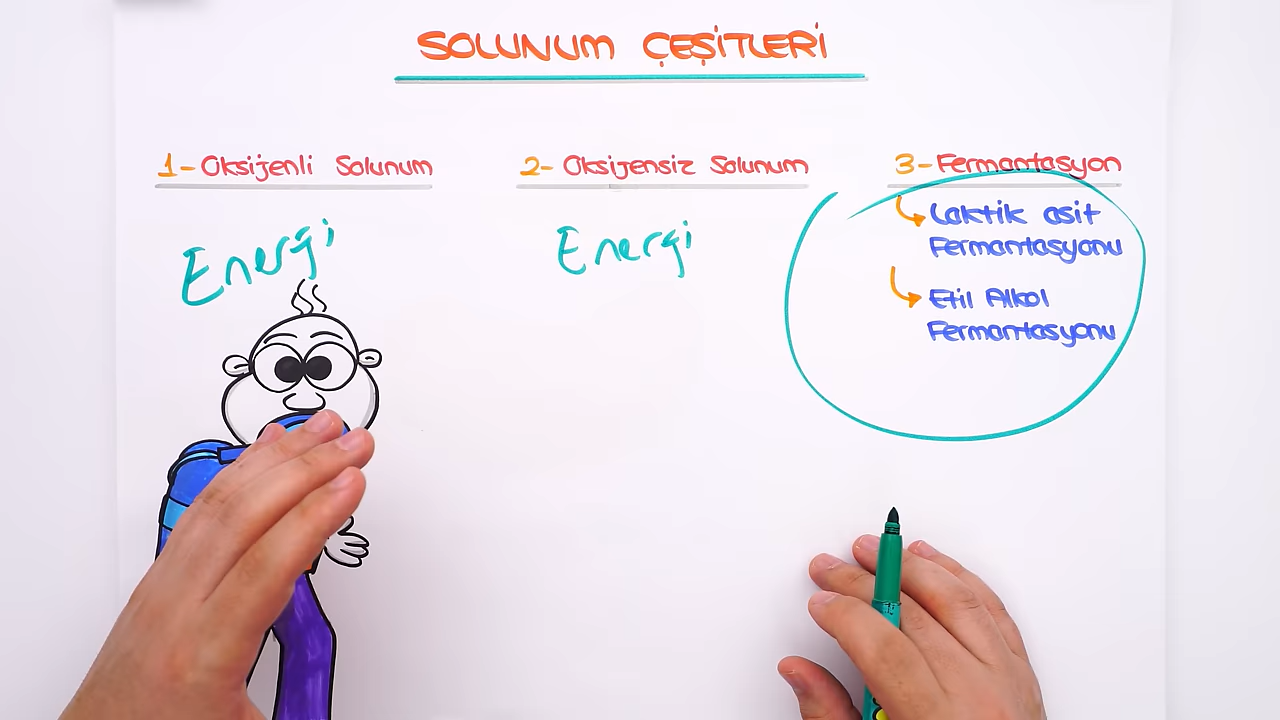 SOLUNUM ÇEŞİTLERİ
1- Oksijenli Solunum
Enerji
2- Oksijensiz Solunum
Enerji
3- Fermantasyon
Laktik asit
Fermantasyonu
Etil Alkol
Fermantasyonu